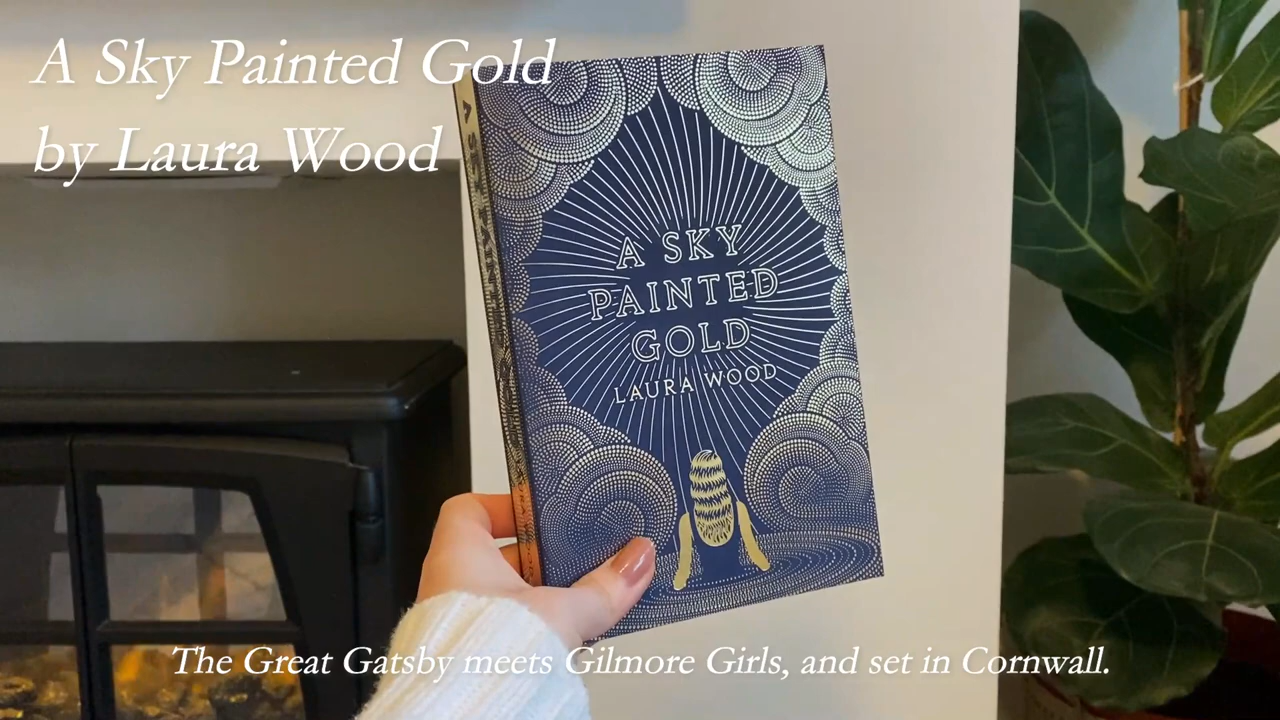 A Sky Painted Gold
by Laura Wood
A SKY
PAINTED
GOLD
LAURA WOOD
The Great Gatsby meets Gilmore Girls, and set in Cornwall.